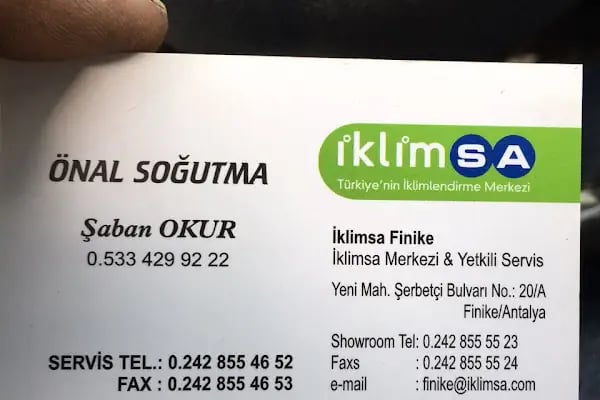 ÖNAL SOĞUTMA
Şaban OKUR
0.533 429 92 22
SERVİS TEL.: 0.242 855 46 52
FAX : 0.242 855 46 53
iklimSA
Türkiye'nin İklimlendirme Merkezi
İklimsa Finike
İklimsa Merkezi & Yetkili Servis
Yeni Mah. Şerbetçi Bulvarı No.: 20/A
Finike/Antalya
Showroom Tel: 0.242 855 55 23
Faxs : 0.242 855 55 24
e-mail : finike@iklimsa.com